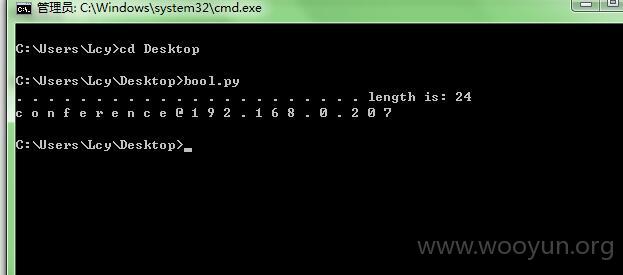 管理员: C:\Windows\system32\cmd.exe
C:\Users\Lcy>cd Desktop
C:\Users\Lcy\Desktop>bool.py
. . . . . . . . . . . . . . . . . . . . . . . length is: 24
c o n f e r e n c e @ 1 9 2 . 1 6 8 . 0 . 2 0 7
C:\Users\Lcy\Desktop>_
www.wooyun.org